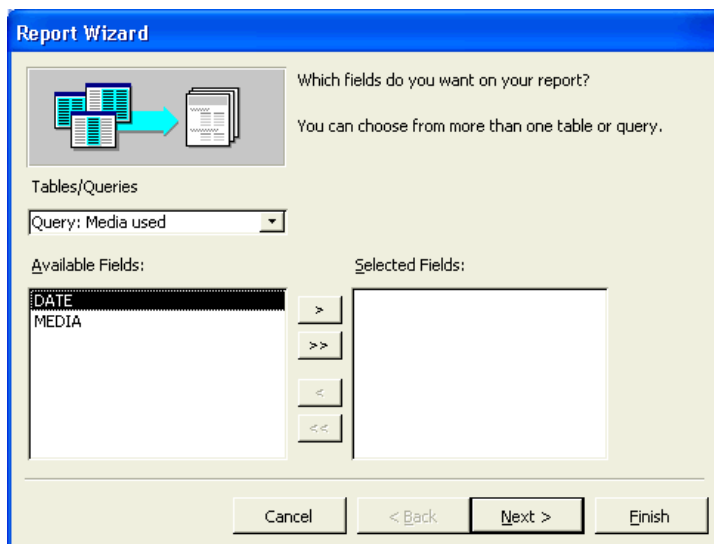 Report Wizard
Which fields do you want on your report?
You can choose from more than one table or query.
Tables/Queries
Query: Media used
Available Fields:
Selected Fields:
DATE
MEDIA
>
>>
<
<<
Cancel
< Back
Next >
Finish